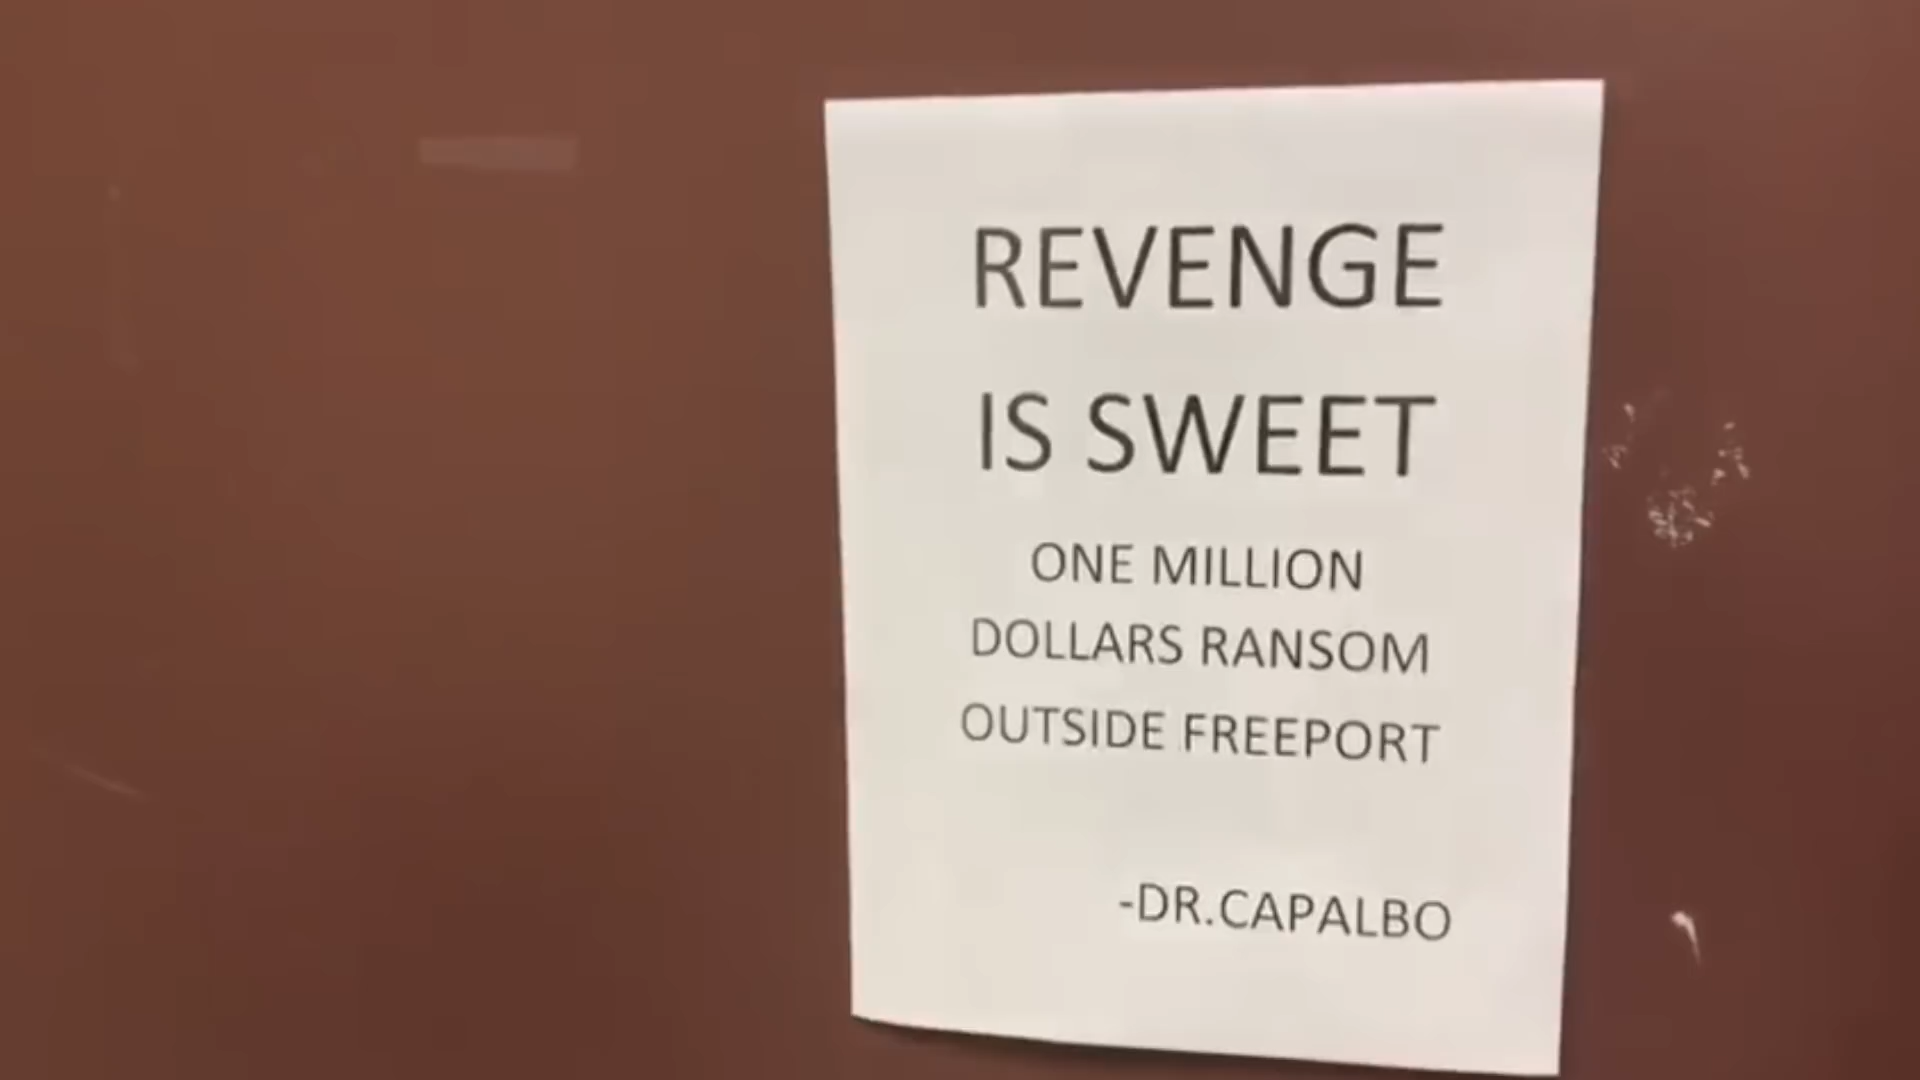 REVENGE
IS SWEET
ONE MILLION
DOLLARS RANSOM
OUTSIDE FREEPORT
-DR.CAPALBO